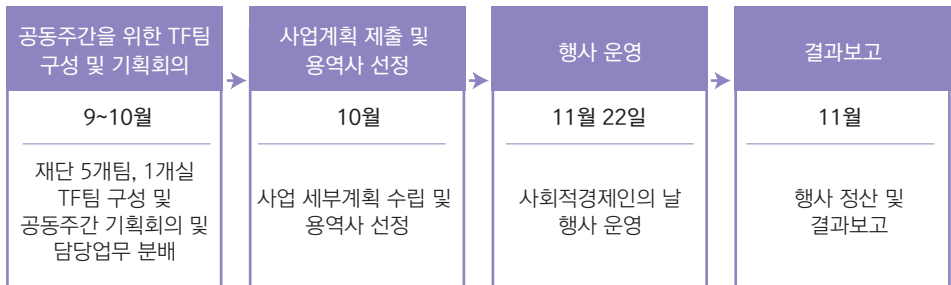 공동주간을 위한 TF팀
구성 및 기획회의
9~10월
재단 5개팀, 1개실
TF팀 구성 및
공동주간 기획회의 및
담당업무 분배
사업계획 제출 및
용역사 선정
10월
사업 세부계획 수립 및
용역사 선정
행사 운영
11월 22일
사회적경제인의 날
행사 운영
결과보고
11월
행사 정산 및
결과보고